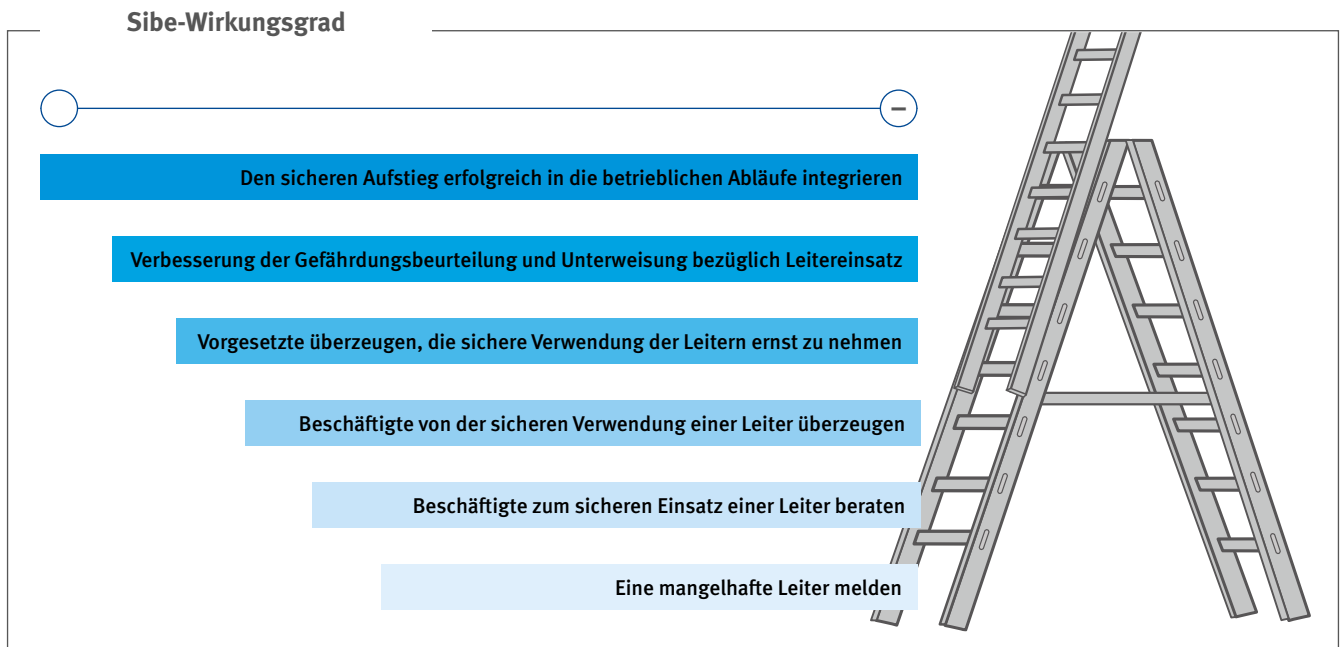 Sibe-Wirkungsgrad
–
Den sicheren Aufstieg erfolgreich in die betrieblichen Abläufe integrieren
Verbesserung der Gefährdungsbeurteilung und Unterweisung bezüglich Leitereinsatz
Vorgesetzte überzeugen, die sichere Verwendung der Leitern ernst zu nehmen
Beschäftigte von der sicheren Verwendung einer Leiter überzeugen
Beschäftigte zum sicheren Einsatz einer Leiter beraten
Eine mangelhafte Leiter melden